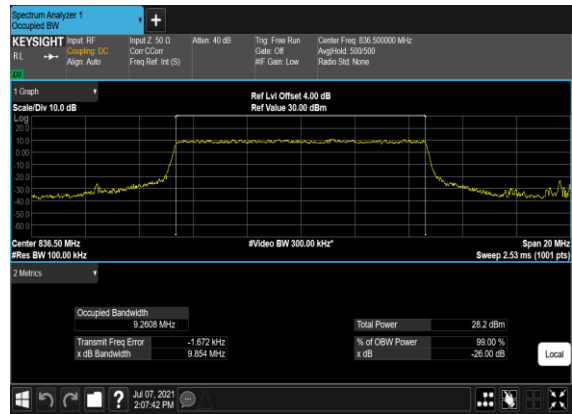 Spectrum Analyzer 1
Occupied BW
KEYSIGHT
RL
Input: RF
Coupling: DC
Align: Auto
Input Z: 50 Ω
Corr CCorr
Freq Ref: Int (S)
Atten: 40 dB
Trig: Free Run
Gate: Off
#IF Gain: Low
Center Freq: 836.500000 MHz
Avg|Hold: 500/500
Radio Std: None
1 Graph
Scale/Div 10.0 dB
Ref Lvl Offset 4.00 dB
Ref Value 30.00 dBm
Log
20.0
10.0
0.00
-10.0
-20.0
-30.0
-40.0
-50.0
-60.0
Center 836.50 MHz
#Res BW 100.00 kHz
#Video BW 300.00 kHz*
Span 20 MHz
Sweep 2.53 ms (1001 pts)
2 Metrics
Occupied Bandwidth
9.2608 MHz
Transmit Freq Error -1.672 kHz
x dB Bandwidth 9.854 MHz
Total Power 28.2 dBm
% of OBW Power 99.00 %
x dB -26.00 dB
Local
Jul 07, 2021
2:07:42 PM